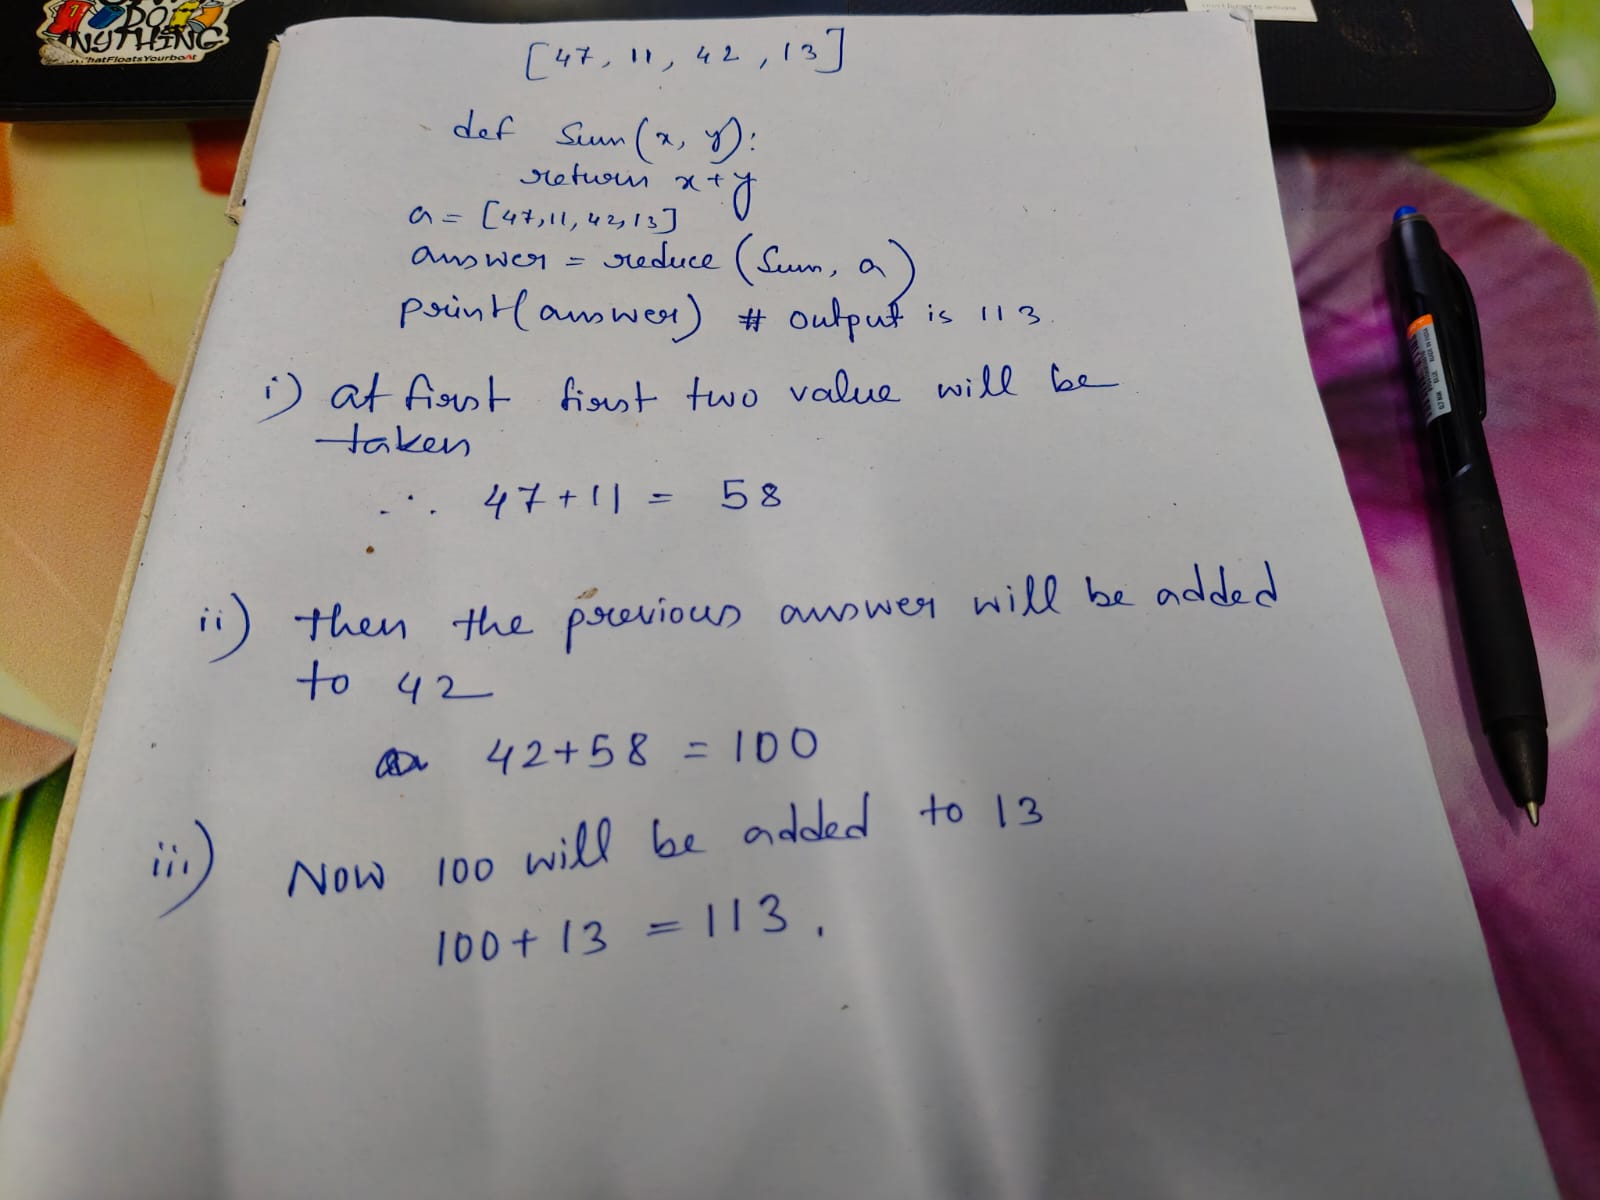 DO
NYTHING
hatFloatsYourboat
[47, 11, 42, 13]
def Sum(x, y):
return x+y
a = [47,11,42,13]
answer = reduce (Sum, a)
print(answer) # output is 113.
i) at first first two value will be
taken
∴ 47+11 = 58
ii) then the previous answer will be added
to 42
42+58 = 100
iii) Now 100 will be added to 13
100+13 = 113.